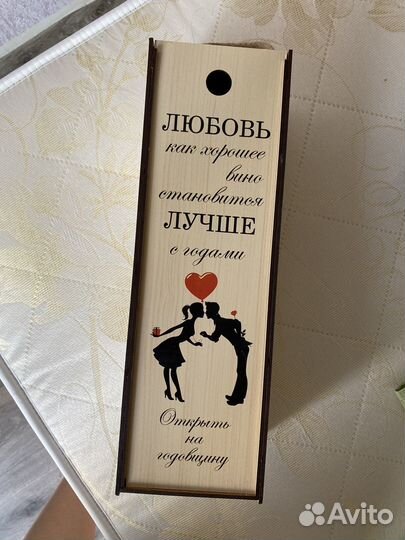 ЛЮБОВЬ
как хорошее
вино
становится
ЛУЧШЕ
с годами
Открыть
на
годовщину
Avito